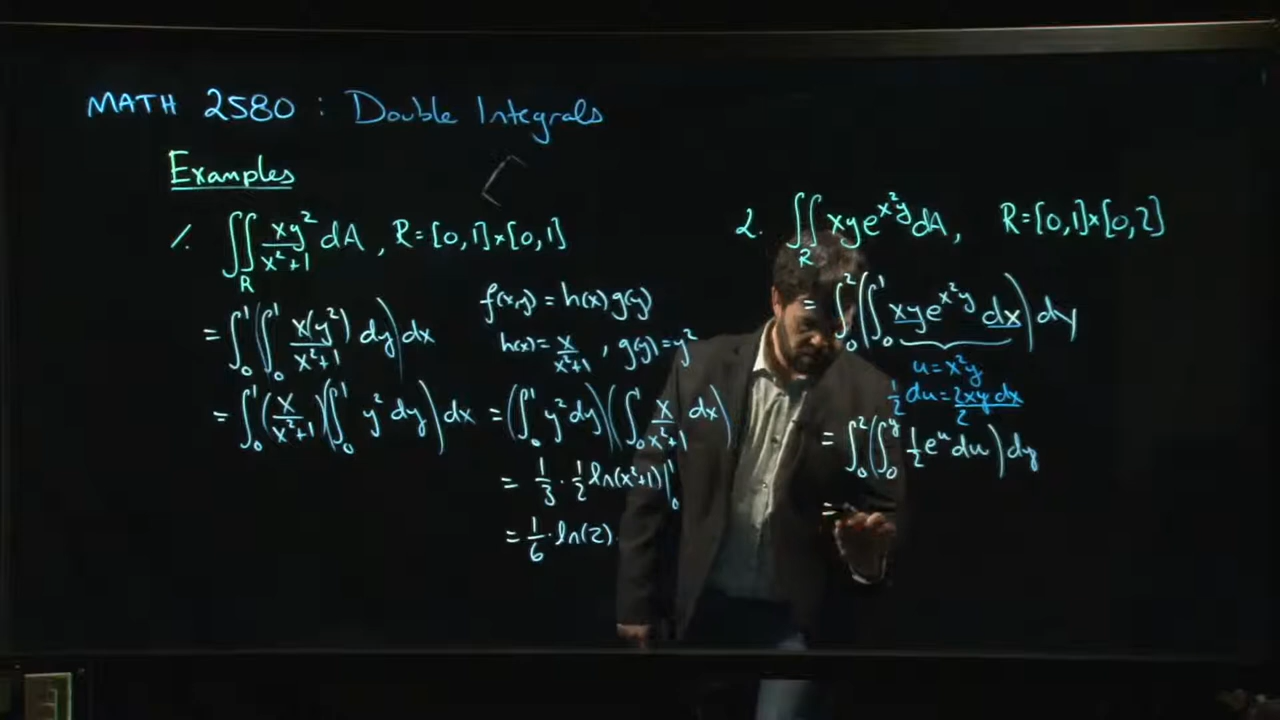 MATH 2580 : Double Integrals
Examples
1. ∬_R xy²/(x²+1) dA , R=[0,1]×[0,1]
= ∫₀¹(∫₀¹ x(y²)/(x²+1) dy)dx
= ∫₀¹(x/(x²+1))(∫₀¹ y² dy)dx = (∫₀¹ y² dy)(∫₀¹ x/(x²+1) dx)
f(x,y) = h(x)g(y)
h(x)= x/(x²+1) , g(y)=y²
= 1/3 · 1/2 ln(x²+1)|₀¹
= 1/6 · ln(2).
2. ∬_R xye^{x²y} dA, R=[0,1]×[0,2]
= ∫₀²(∫₀¹ xye^{x²y} dx)dy
u=x²y
1/2 du = 2xy dx/2
= ∫₀²(∫₀^y 1/2 e^u du)dy
=